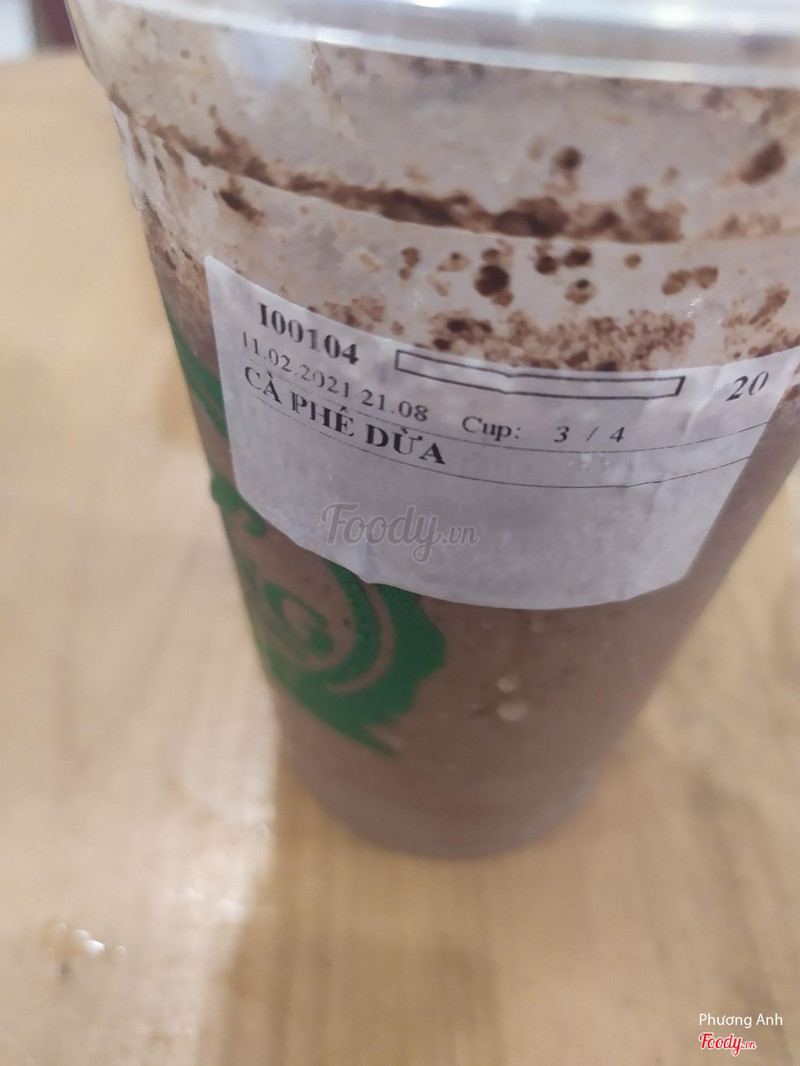 I00104
20
11.02.2021 21.08 Cup: 3 / 4
CÀ PHÊ DỪA
Foody.vn
Phương Anh
Foody.vn